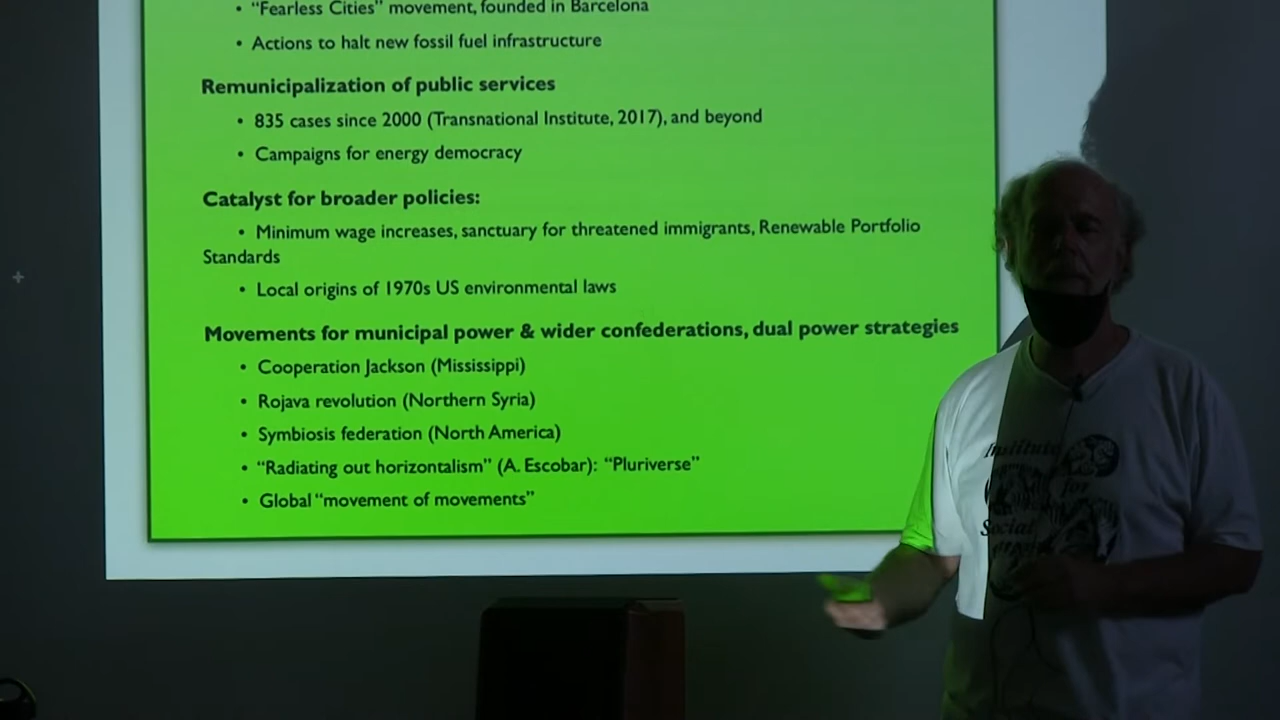 • “Fearless Cities” movement, founded in Barcelona
• Actions to halt new fossil fuel infrastructure
Remunicipalization of public services
• 835 cases since 2000 (Transnational Institute, 2017), and beyond
• Campaigns for energy democracy
Catalyst for broader policies:
• Minimum wage increases, sanctuary for threatened immigrants, Renewable Portfolio
Standards
• Local origins of 1970s US environmental laws
Movements for municipal power & wider confederations, dual power strategies
• Cooperation Jackson (Mississippi)
• Rojava revolution (Northern Syria)
• Symbiosis federation (North America)
• “Radiating out horizontalism” (A. Escobar): “Pluriverse”
• Global “movement of movements”
Institute
for
Social